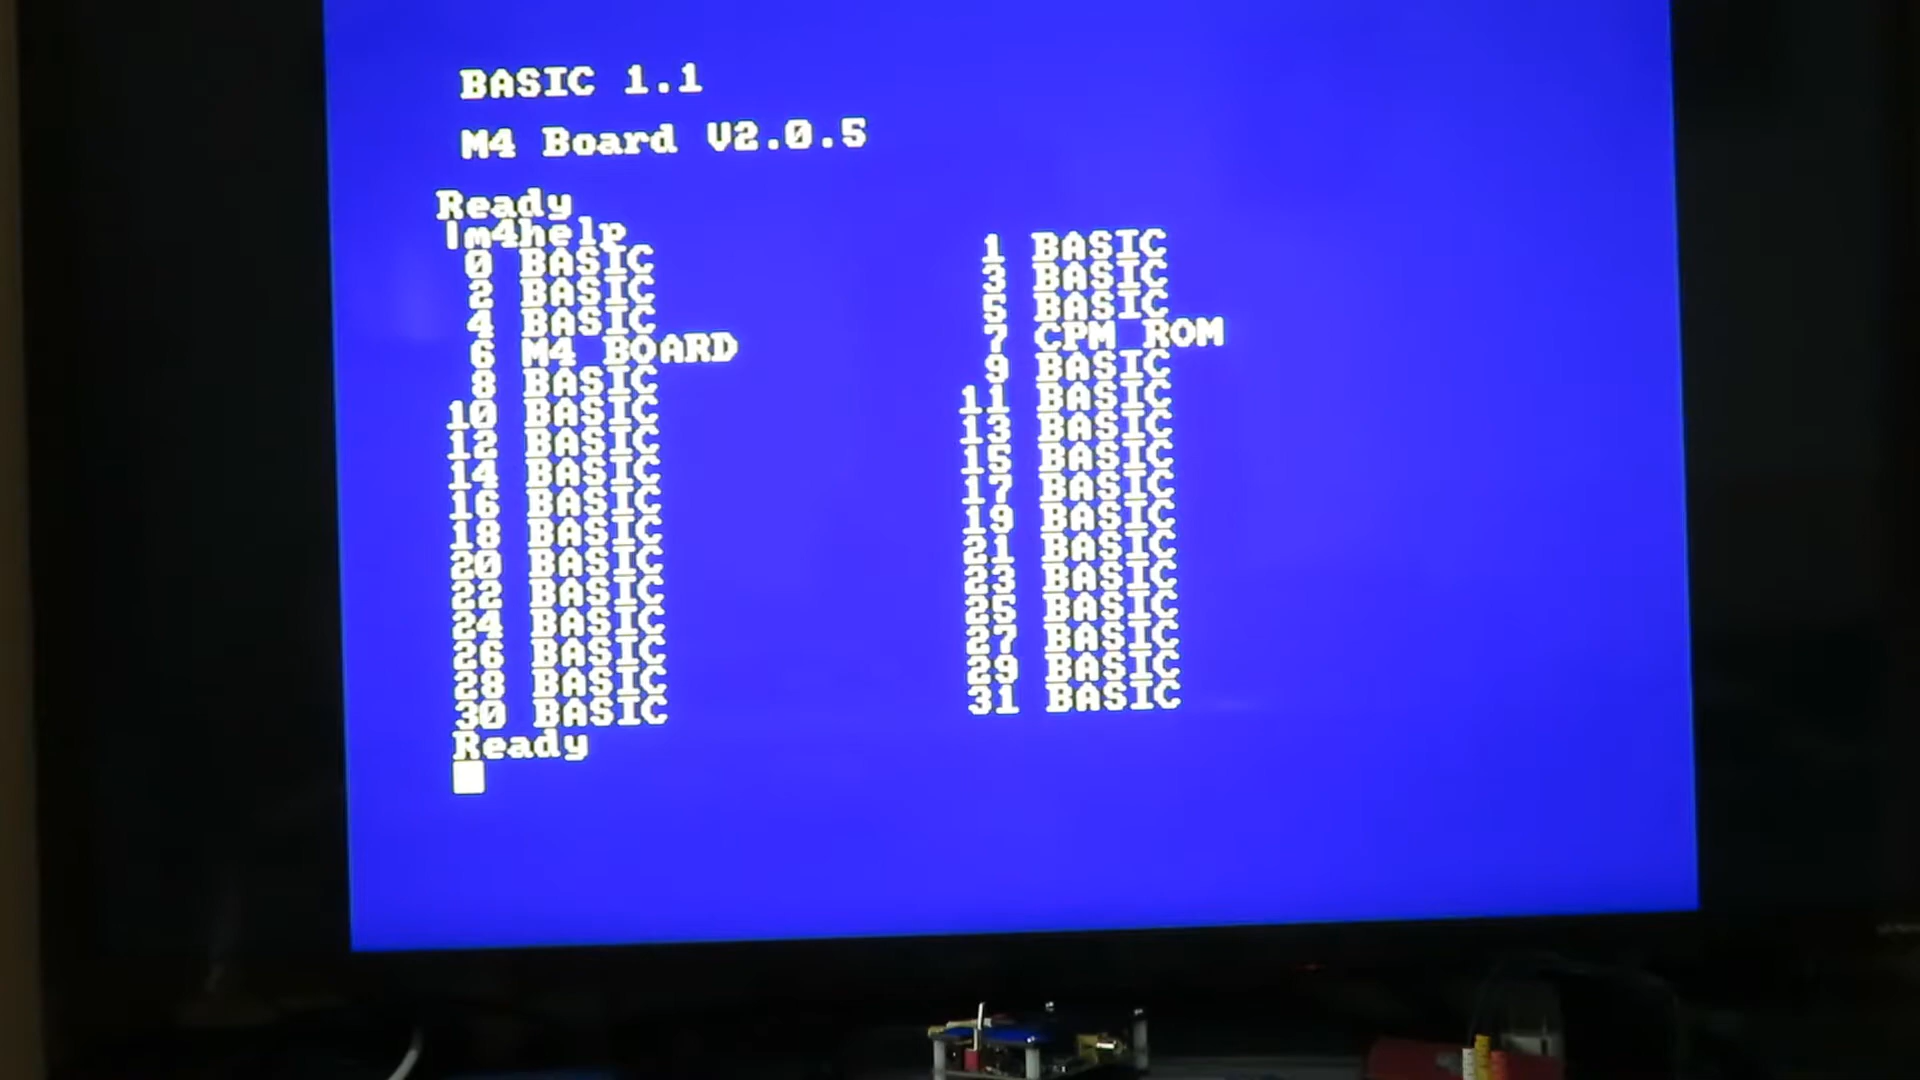 BASIC 1.1
M4 Board V2.0.5
Ready
|m4help
0 BASIC 1 BASIC
2 BASIC 3 BASIC
4 BASIC 5 BASIC
6 M4 BOARD 7 CPM ROM
8 BASIC 9 BASIC
10 BASIC 11 BASIC
12 BASIC 13 BASIC
14 BASIC 15 BASIC
16 BASIC 17 BASIC
18 BASIC 19 BASIC
20 BASIC 21 BASIC
22 BASIC 23 BASIC
24 BASIC 25 BASIC
26 BASIC 27 BASIC
28 BASIC 29 BASIC
30 BASIC 31 BASIC
Ready